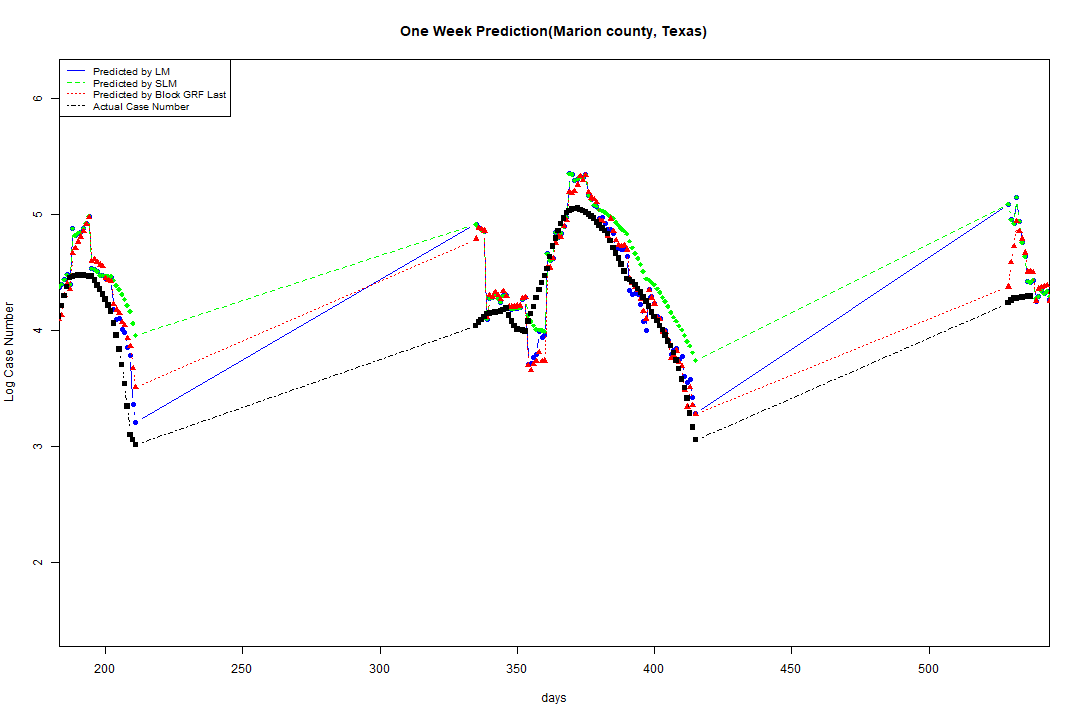 One Week Prediction(Marion county, Texas)
Predicted by LM
Predicted by SLM
Predicted by Block GRF Last
Actual Case Number
6
5
4
3
2
Log Case Number
200 250 300 350 400 450 500
days